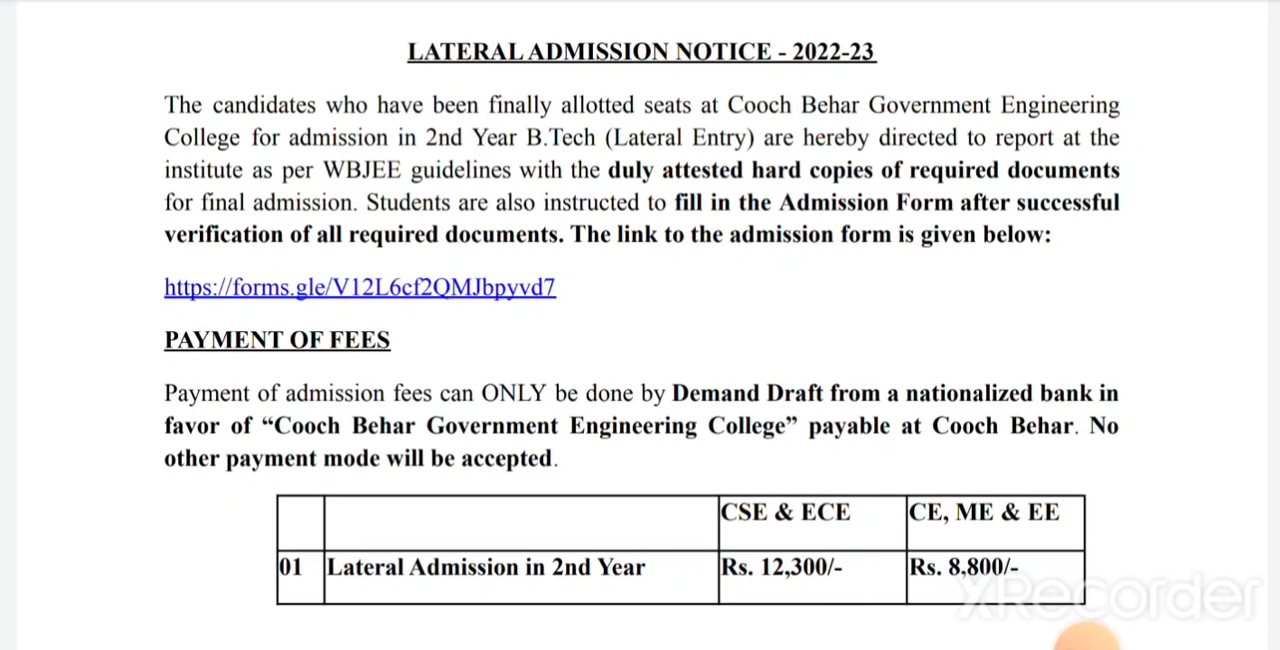 LATERAL ADMISSION NOTICE - 2022-23
The candidates who have been finally allotted seats at Cooch Behar Government Engineering
College for admission in 2nd Year B.Tech (Lateral Entry) are hereby directed to report at the
institute as per WBJEE guidelines with the duly attested hard copies of required documents
for final admission. Students are also instructed to fill in the Admission Form after successful
verification of all required documents. The link to the admission form is given below:
https://forms.gle/V12L6cf2QMJbpyvd7
PAYMENT OF FEES
Payment of admission fees can ONLY be done by Demand Draft from a nationalized bank in
favor of “Cooch Behar Government Engineering College” payable at Cooch Behar. No
other payment mode will be accepted.
CSE & ECE CE, ME & EE
01 Lateral Admission in 2nd Year Rs. 12,300/- Rs. 8,800/-
XRecorder